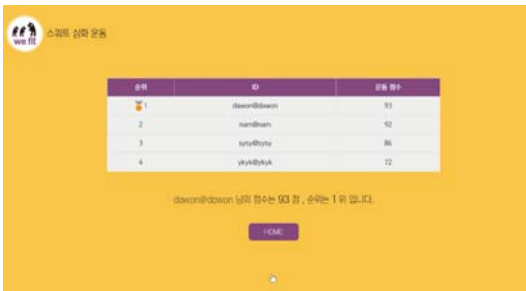 we fit
스쿼트 심화 운동
순위 ID 운동 점수
1 dawon@dawon 93
2 nam@nam 92
3 sysy@sysy 86
4 ykyk@ykyk 72
dawon@dawon 님의 점수는 93 점 , 순위는 1 위 입니다.
HOME